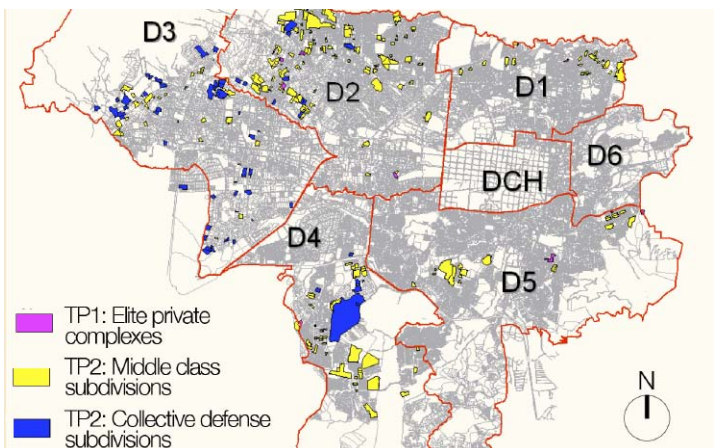 D3
D2
D1
D6
DCH
D4
D5
TP1: Elite private
complexes
TP2: Middle class
subdivisions
TP2: Collective defense
subdivisions
N